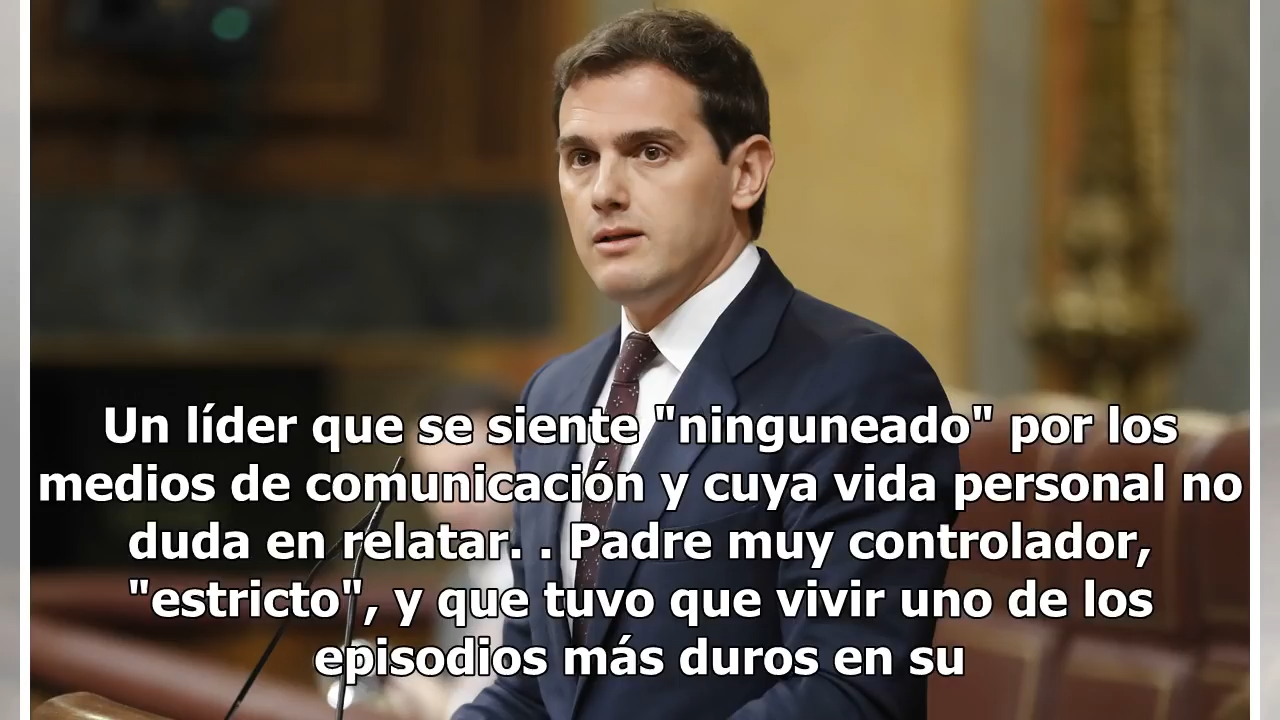 Un líder que se siente "ninguneado" por los
medios de comunicación y cuya vida personal no
duda en relatar. . Padre muy controlador,
"estricto", y que tuvo que vivir uno de los
episodios más duros en su